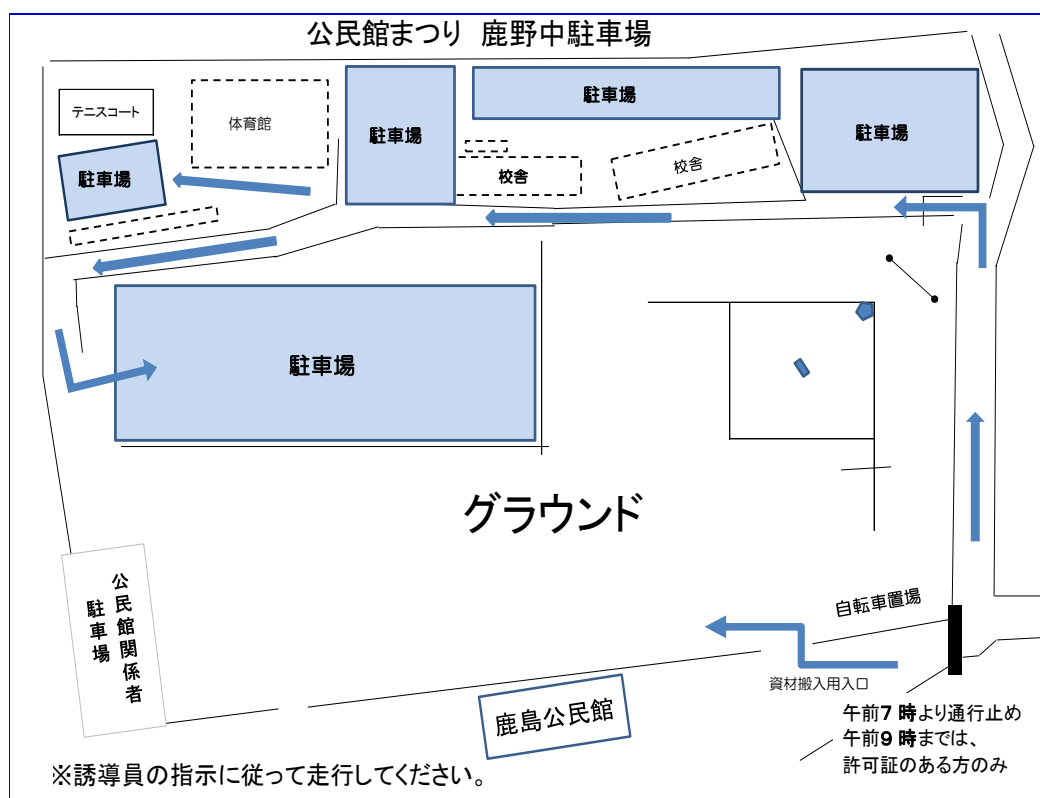 公民館まつり 鹿野中駐車場
テニスコート
体育館
駐車場
駐車場
駐車場
駐車場
校舎
校舎
駐車場
駐車場
グラウンド
自転車置場
公民館関係者
駐車場
資材搬入用入口
鹿島公民館
午前7時より通行止め
午前9時までは、
許可証のある方のみ
※誘導員の指示に従って走行してください。